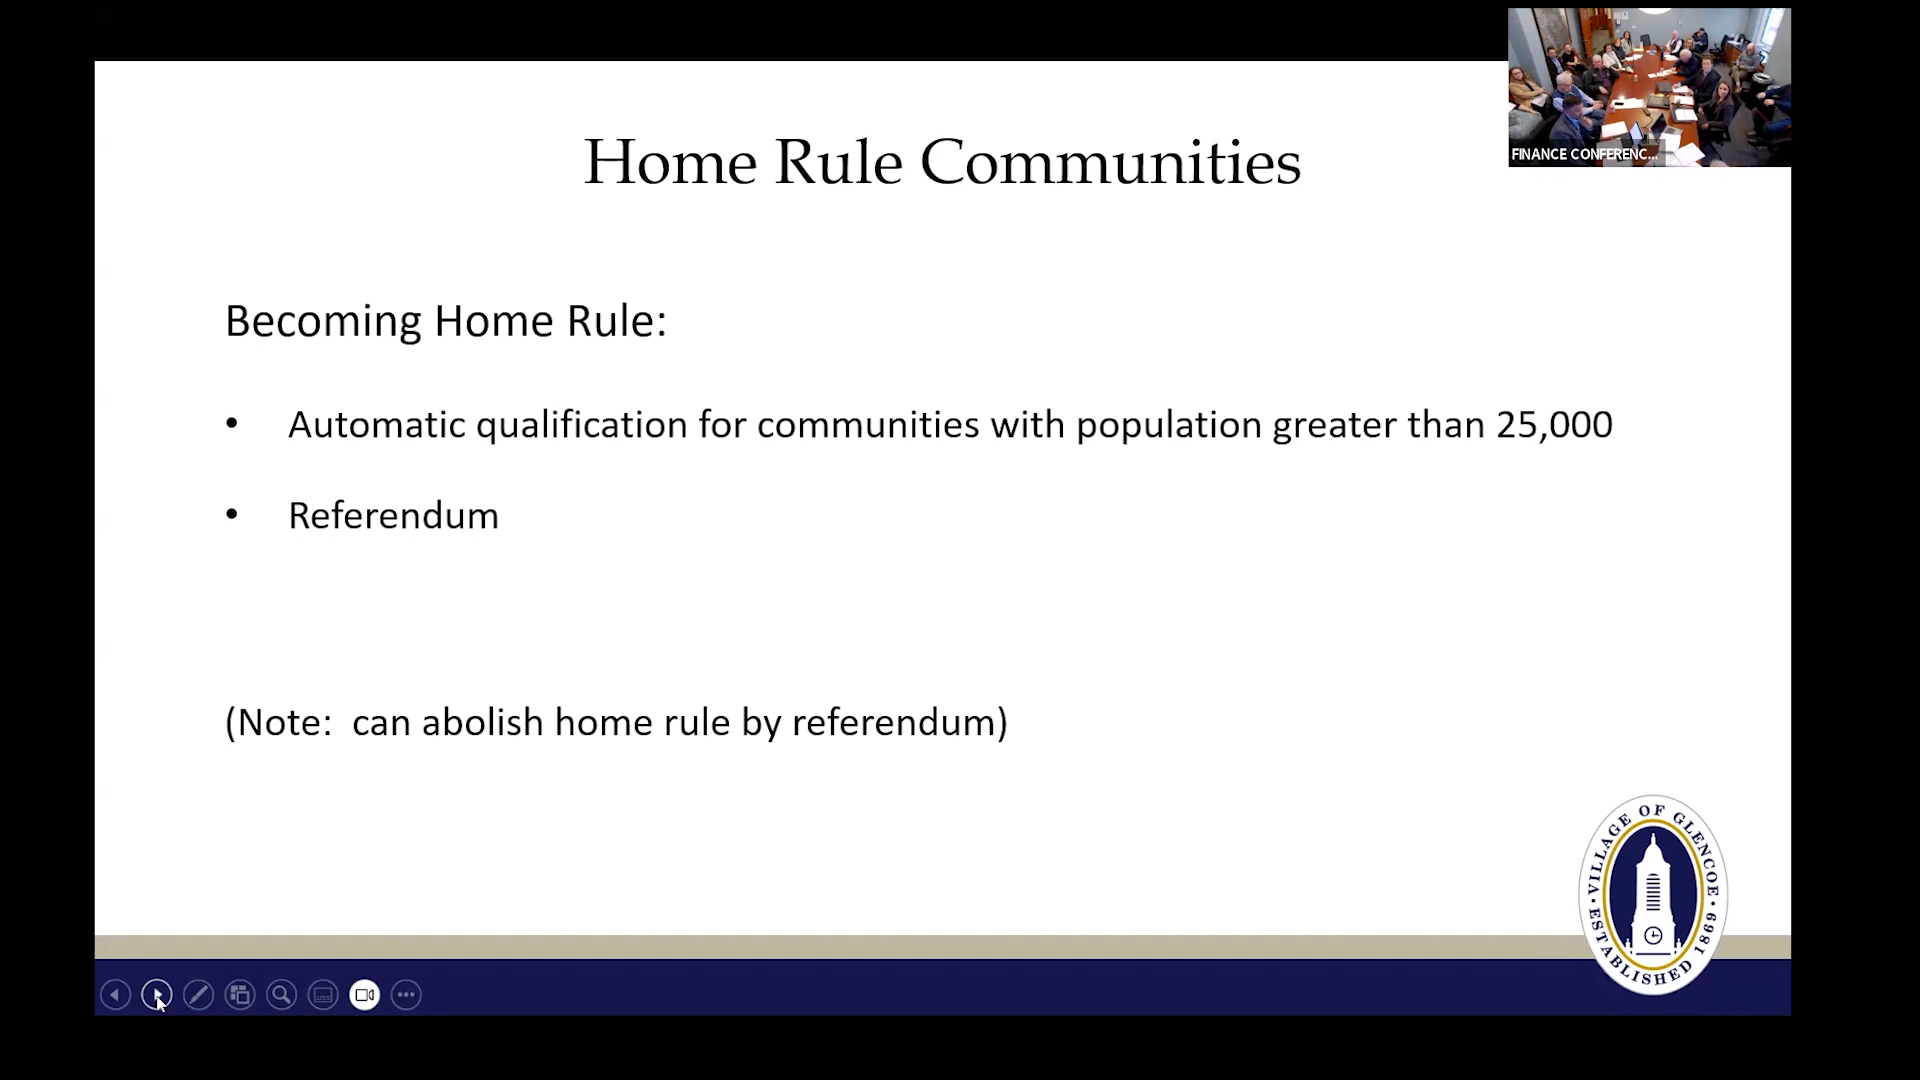 FINANCE CONFERENC...
Home Rule Communities
Becoming Home Rule:
• Automatic qualification for communities with population greater than 25,000
• Referendum
(Note:  can abolish home rule by referendum)
VILLAGE OF GLENCOE
• ESTABLISHED 1869 •